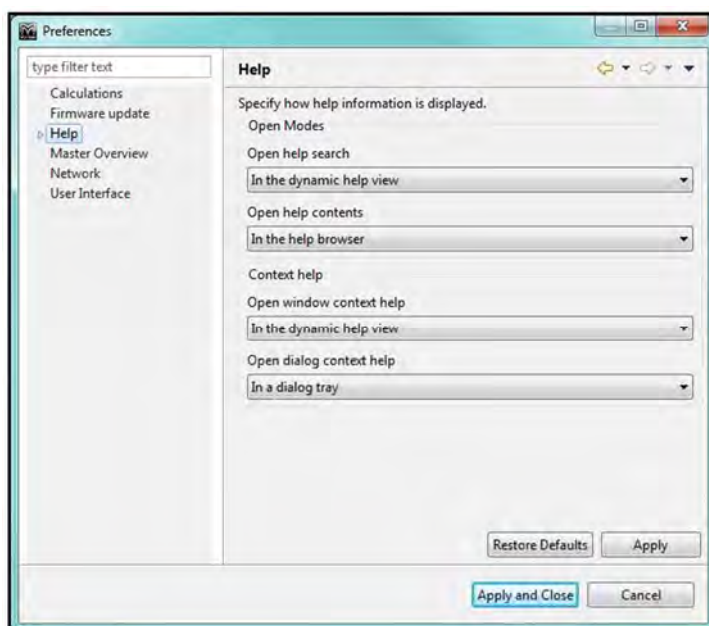 Preferences
type filter text
Calculations
Firmware update
Help
Master Overview
Network
User Interface
Help
Specify how help information is displayed.
Open Modes
Open help search
In the dynamic help view
Open help contents
In the help browser
Context help
Open window context help
In the dynamic help view
Open dialog context help
In a dialog tray
Restore Defaults
Apply
Apply and Close
Cancel